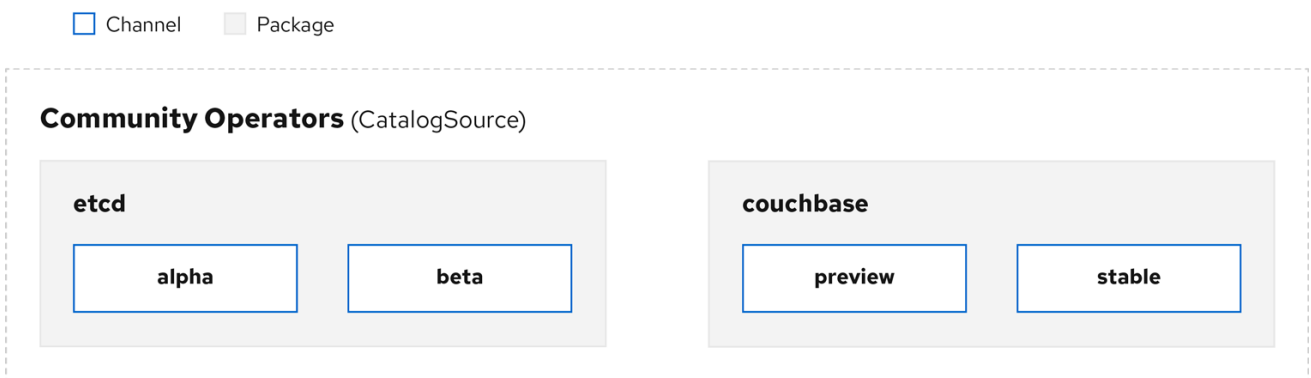 Channel Package
Community Operators (CatalogSource)
etcd couchbase
alpha beta preview stable